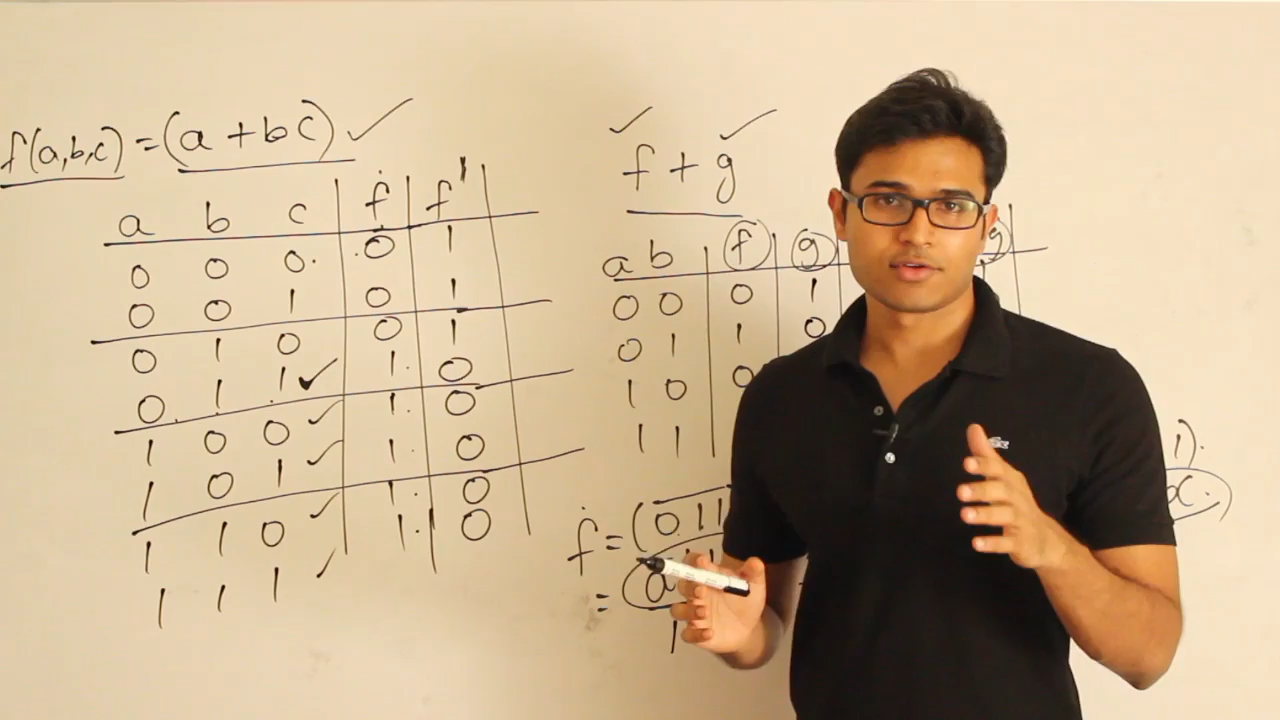 f(a,b,c) = (a + bc) ✓
a b c f f'
0 0 0 0 1
0 0 1 0 1
0 1 0 0 1
0 1 1 ✓ 1 0
1 0 0 ✓ 1 0
1 0 1 ✓ 1 0
1 1 0 ✓ 1 0
1 1 1 ✓ 1 0
✓ ✓
f + g
a b f g g
0 0 0 1
0 1 1 0
1 0 0
1 1
f = (0 1 1
1).
= a